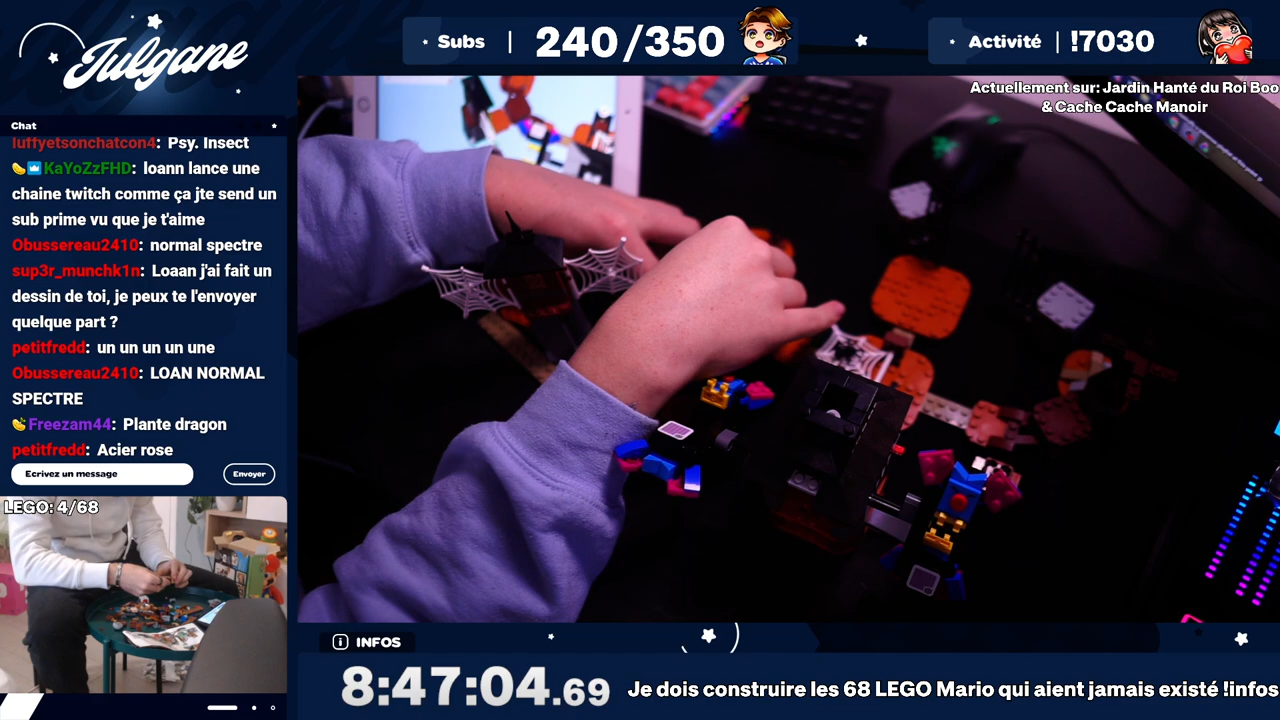 Julgane
Subs | 240/350
Activité | !7030
Actuellement sur: Jardin Hanté du Roi Boo
& Cache Cache Manoir
Chat
luffyetsonchatcon4: Psy. Insect
KaYoZzFHD: loann lance une
chaine twitch comme ça jte send un
sub prime vu que je t'aime
Obussereau2410: normal spectre
sup3r_munchk1n: Loaan j'ai fait un
dessin de toi, je peux te l'envoyer
quelque part ?
petitfredd: un un un un une
Obussereau2410: LOAN NORMAL
SPECTRE
Freezam44: Plante dragon
petitfredd: Acier rose
Ecrivez un message
Envoyer
LEGO: 4/68
INFOS
8:47:04.69
Je dois construire les 68 LEGO Mario qui aient jamais existé !infos